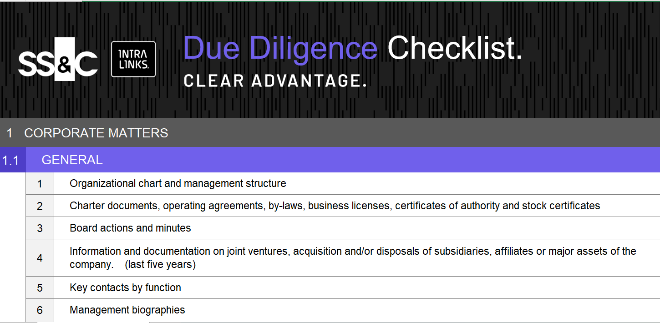 SS&C
INTRA
LINKS.
Due Diligence Checklist.
CLEAR ADVANTAGE.
1 CORPORATE MATTERS
1.1 GENERAL
1 Organizational chart and management structure
2 Charter documents, operating agreements, by-laws, business licenses, certificates of authority and stock certificates
3 Board actions and minutes
4 Information and documentation on joint ventures, acquisition and/or disposals of subsidiaries, affiliates or major assets of the
company. (last five years)
5 Key contacts by function
6 Management biographies